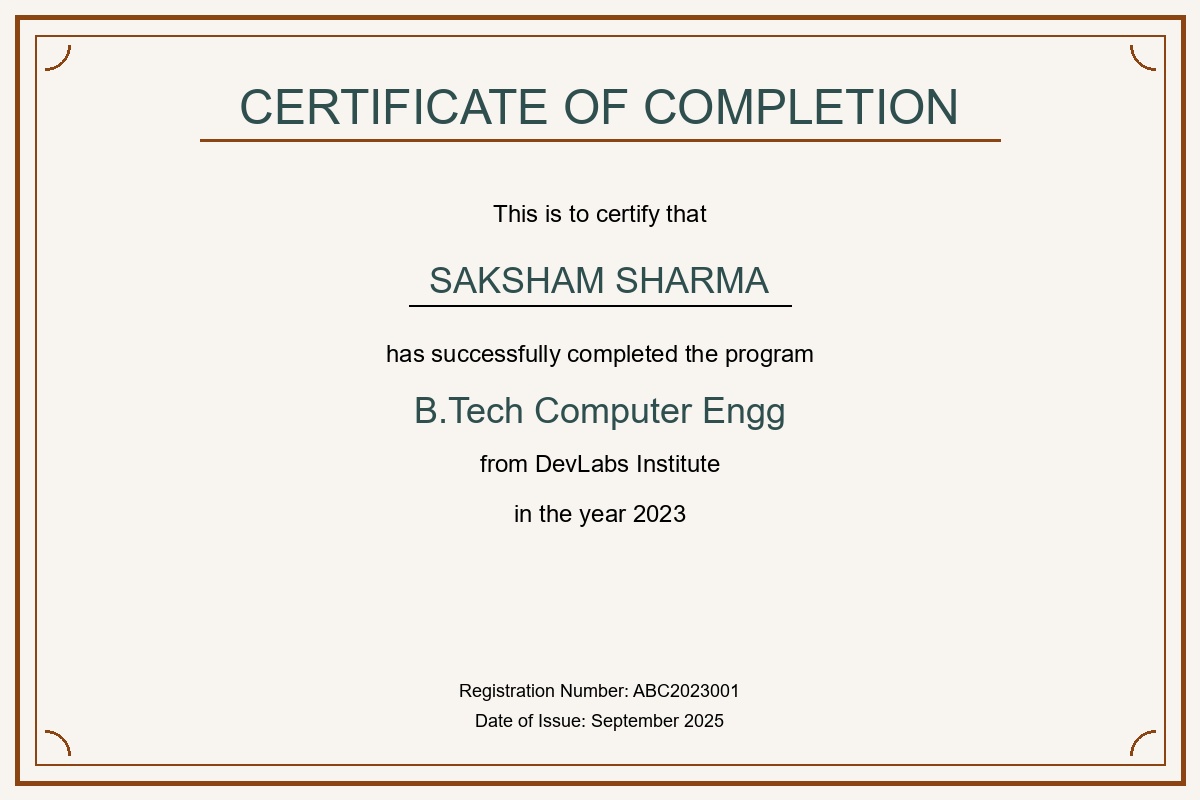 CERTIFICATE OF COMPLETION
This is to certify that
SAKSHAM SHARMA
has successfully completed the program
B.Tech Computer Engg
from DevLabs Institute
in the year 2023
Registration Number: ABC2023001
Date of Issue: September 2025